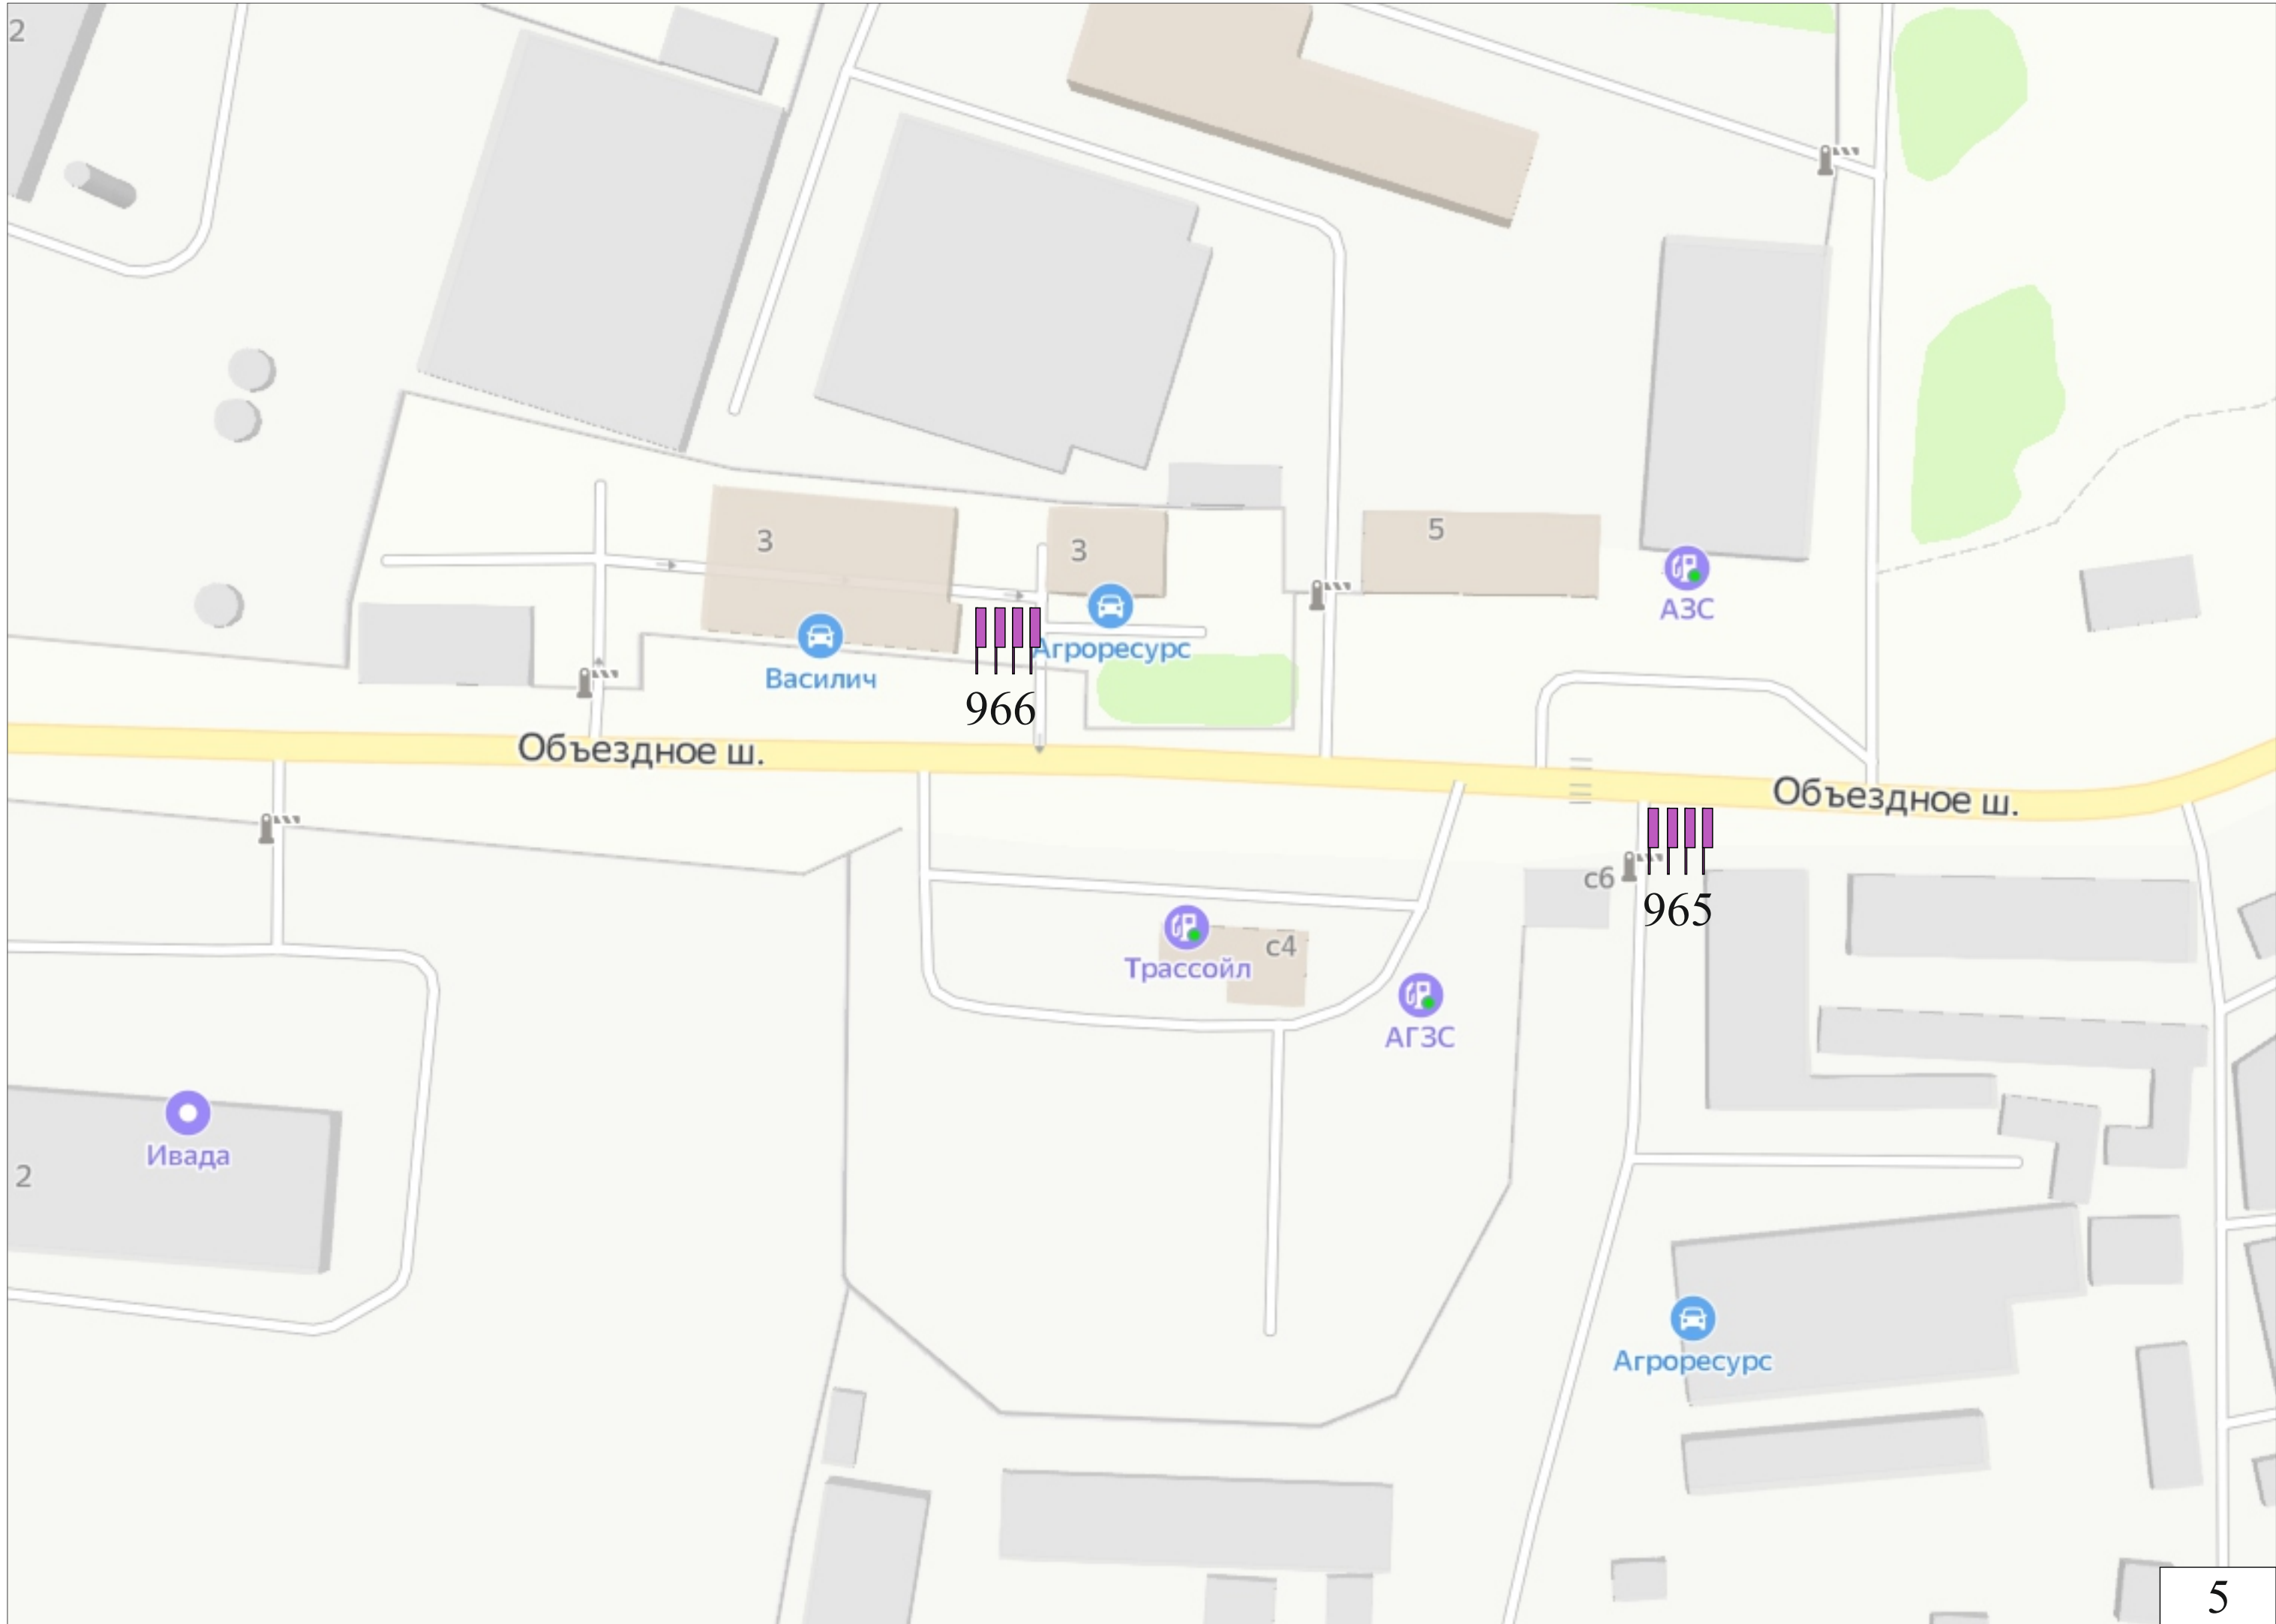 2
3
3
5
АЗС
Агроресурс
Василич
966
Объездное ш.
Объездное ш.
с6
965
с4
Трассойл
АГЗС
Ивада
2
Агроресурс
5